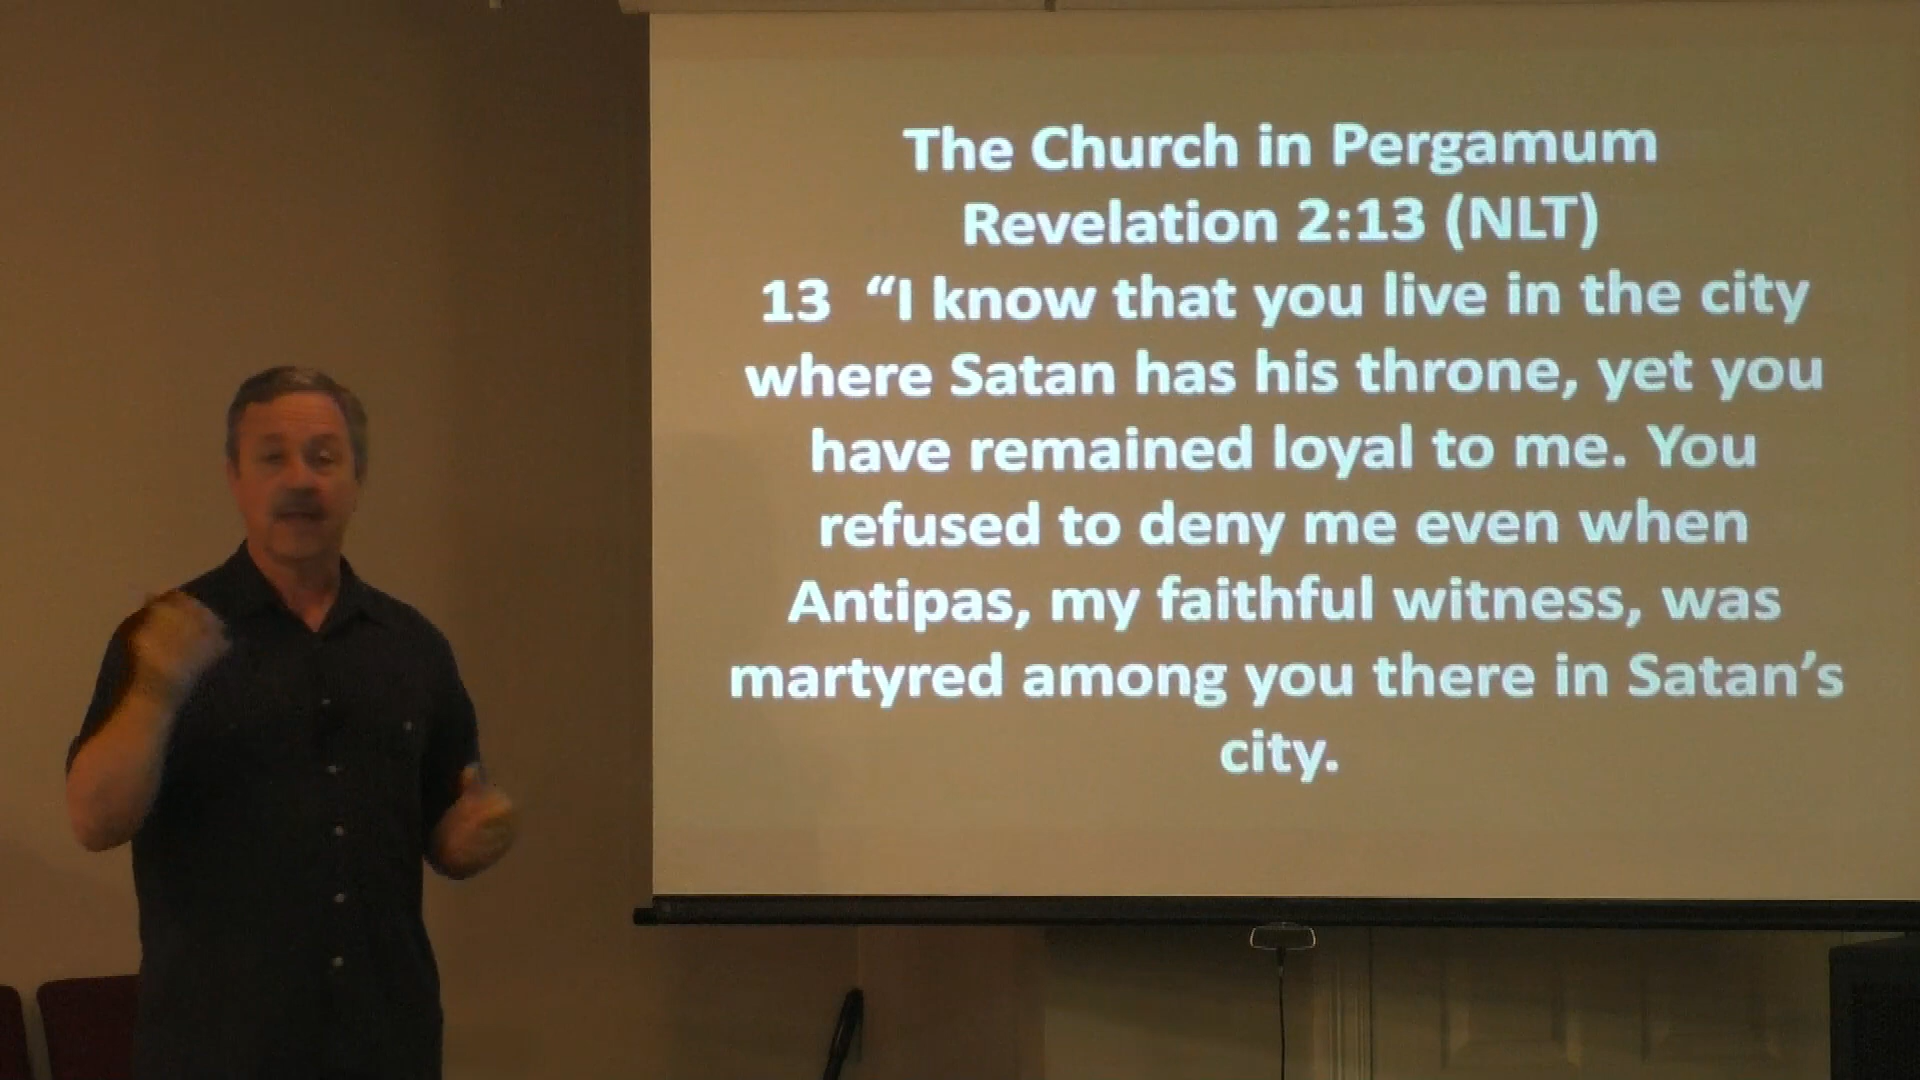 The Church in Pergamum
Revelation 2:13 (NLT)
13  “I know that you live in the city
where Satan has his throne, yet you
have remained loyal to me. You
refused to deny me even when
Antipas, my faithful witness, was
martyred among you there in Satan’s
city.